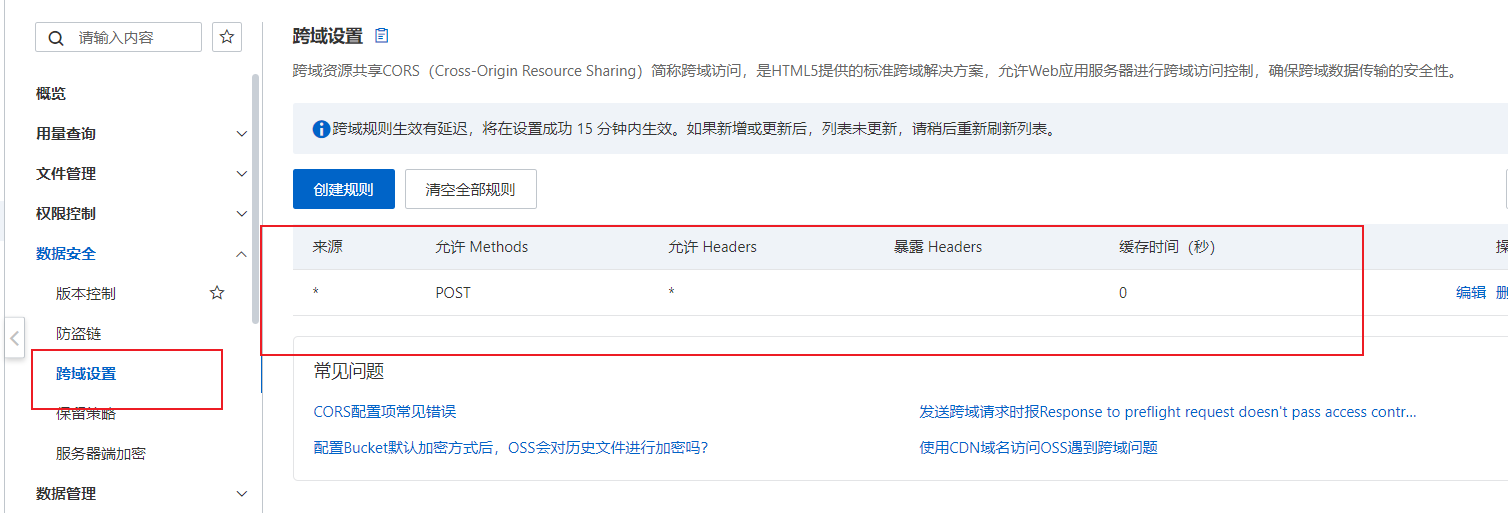 请输入内容
概览
用量查询
文件管理
权限控制
数据安全
版本控制
防盗链
跨域设置
保留策略
服务器端加密
数据管理
跨域设置
跨域资源共享CORS（Cross-Origin Resource Sharing）简称跨域访问，是HTML5提供的标准跨域解决方案，允许Web应用服务器进行跨域访问控制，确保跨域数据传输的安全性。
跨域规则生效有延迟，将在设置成功 15 分钟内生效。如果新增或更新后，列表未更新，请稍后重新刷新列表。
创建规则 清空全部规则
来源 允许 Methods 允许 Headers 暴露 Headers 缓存时间（秒）
* POST * 0 编辑
常见问题
CORS配置项常见错误 发送跨域请求时报Response to preflight request doesn't pass access contr...
配置Bucket默认加密方式后，OSS会对历史文件进行加密吗？ 使用CDN域名访问OSS遇到跨域问题